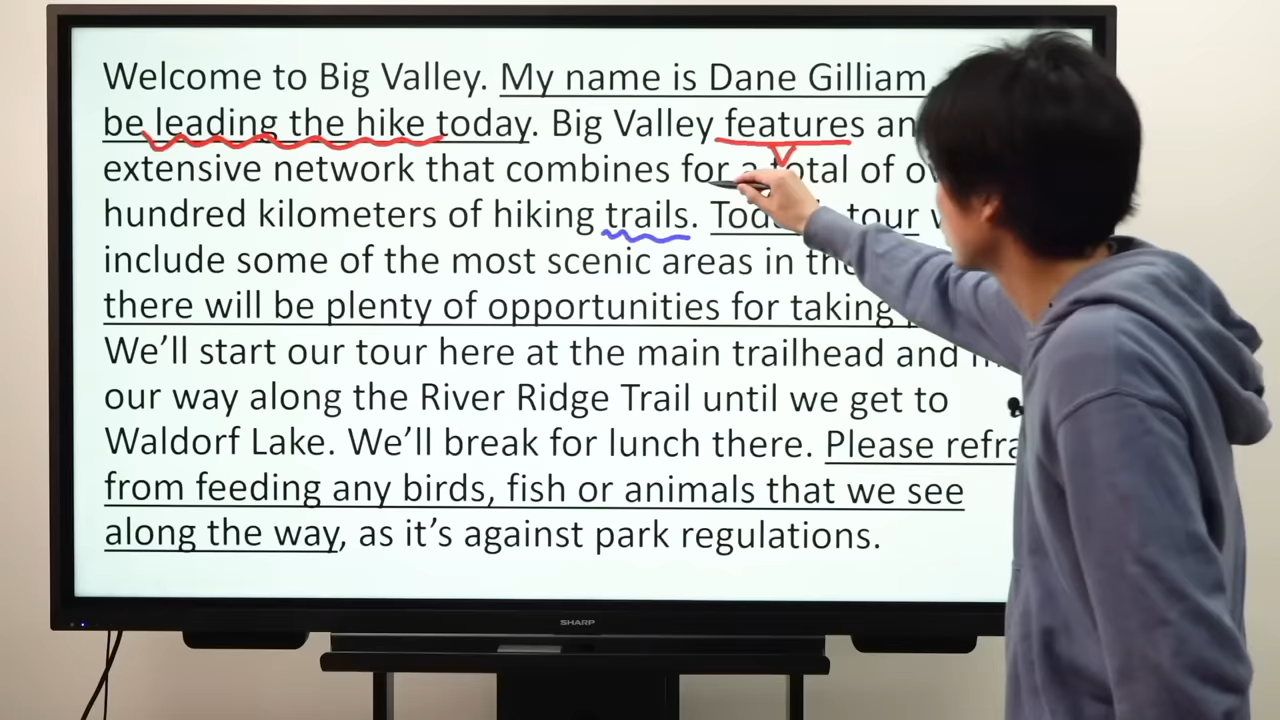 Welcome to Big Valley. My name is Dane Gilliam
be leading the hike today. Big Valley features
extensive network that combines for a total of
hundred kilometers of hiking trails. Today's tour
include some of the most scenic areas in the
there will be plenty of opportunities for taking
We'll start our tour here at the main trailhead and
our way along the River Ridge Trail until we get to
Waldorf Lake. We'll break for lunch there. Please
from feeding any birds, fish or animals that we see
along the way, as it's against park regulations.
SHARP